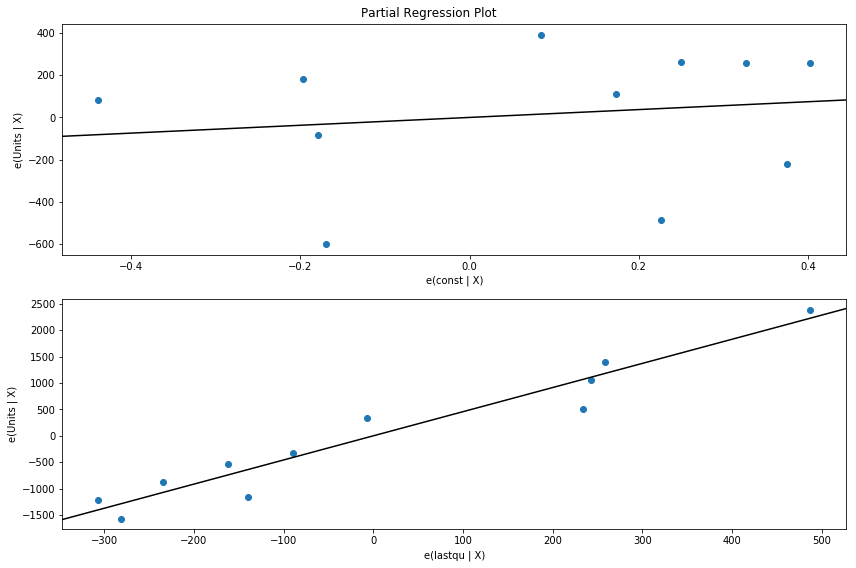 Partial Regression Plot
400
200
0
−200
−400
−600
e(Units | X)
−0.4 −0.2 0.0 0.2 0.4
e(const | X)
2500
2000
1500
1000
500
0
−500
−1000
−1500
e(Units | X)
−300 −200 −100 0 100 200 300 400 500
e(lastqu | X)